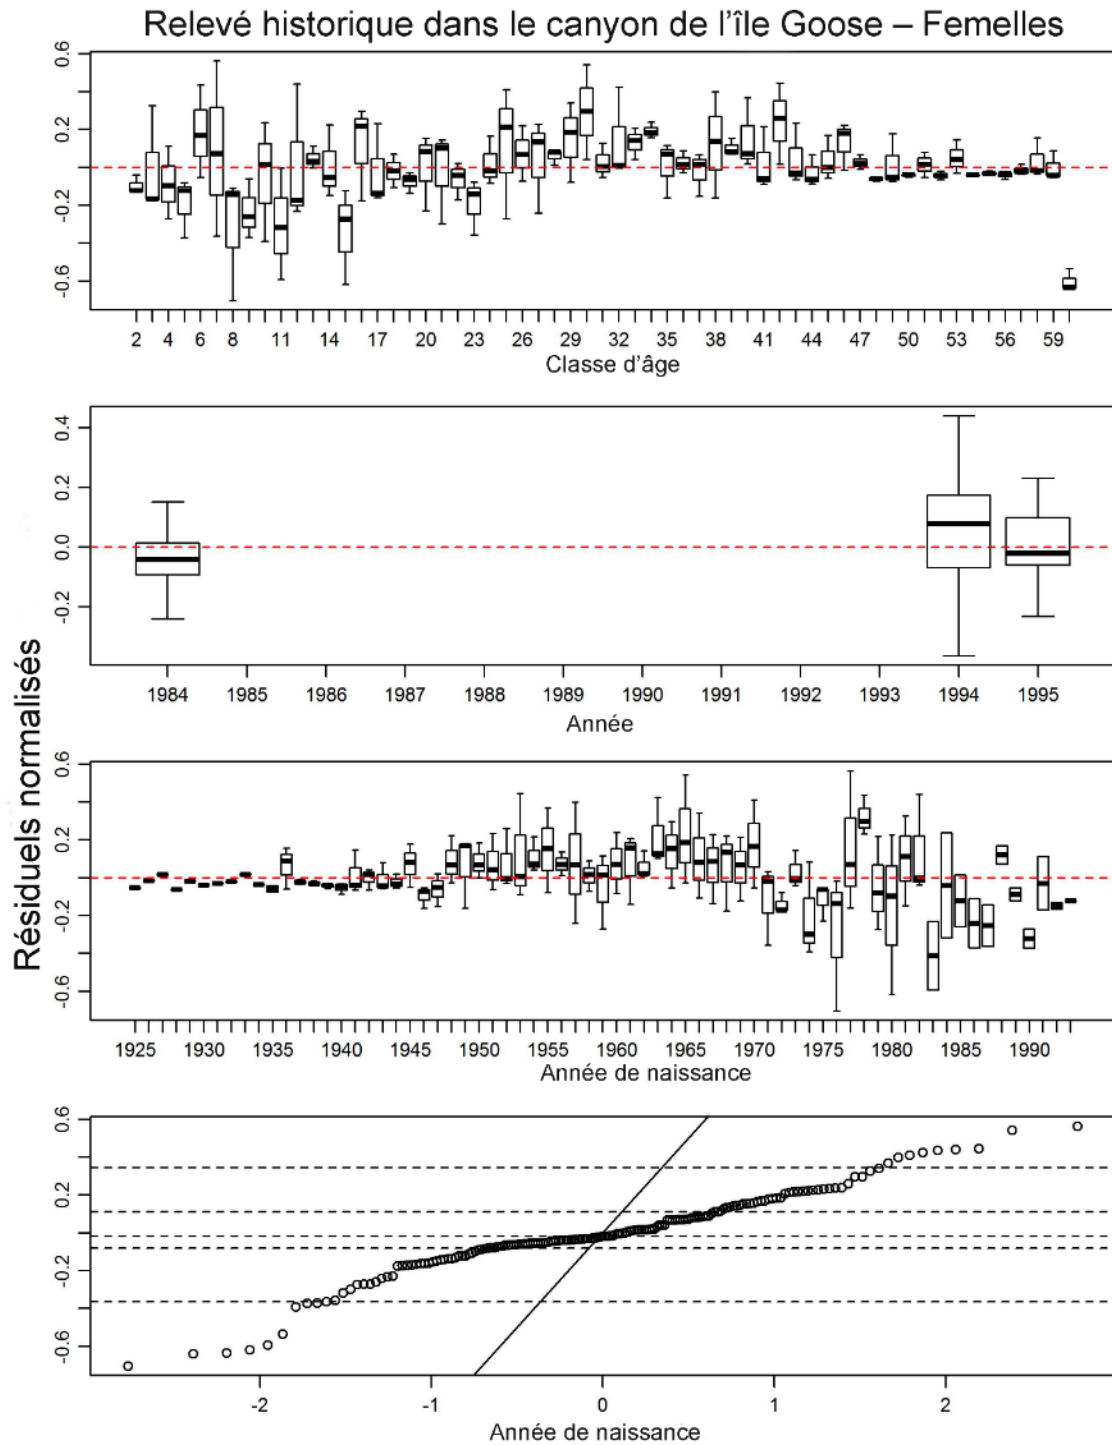 Relevé historique dans le canyon de l'île Goose – Femelles
Résiduels normalisés
0.6
0.2
-0.2
-0.6
2 4 6 8 11 14 17 20 23 26 29 32 35 38 41 44 47 50 53 56 59
Classe d'âge
0.4
0.2
0.0
-0.2
1984 1985 1986 1987 1988 1989 1990 1991 1992 1993 1994 1995
Année
0.6
0.2
-0.2
-0.6
1925 1930 1935 1940 1945 1950 1955 1960 1965 1970 1975 1980 1985 1990
Année de naissance
0.6
0.2
-0.2
-0.6
-2 -1 0 1 2
Année de naissance